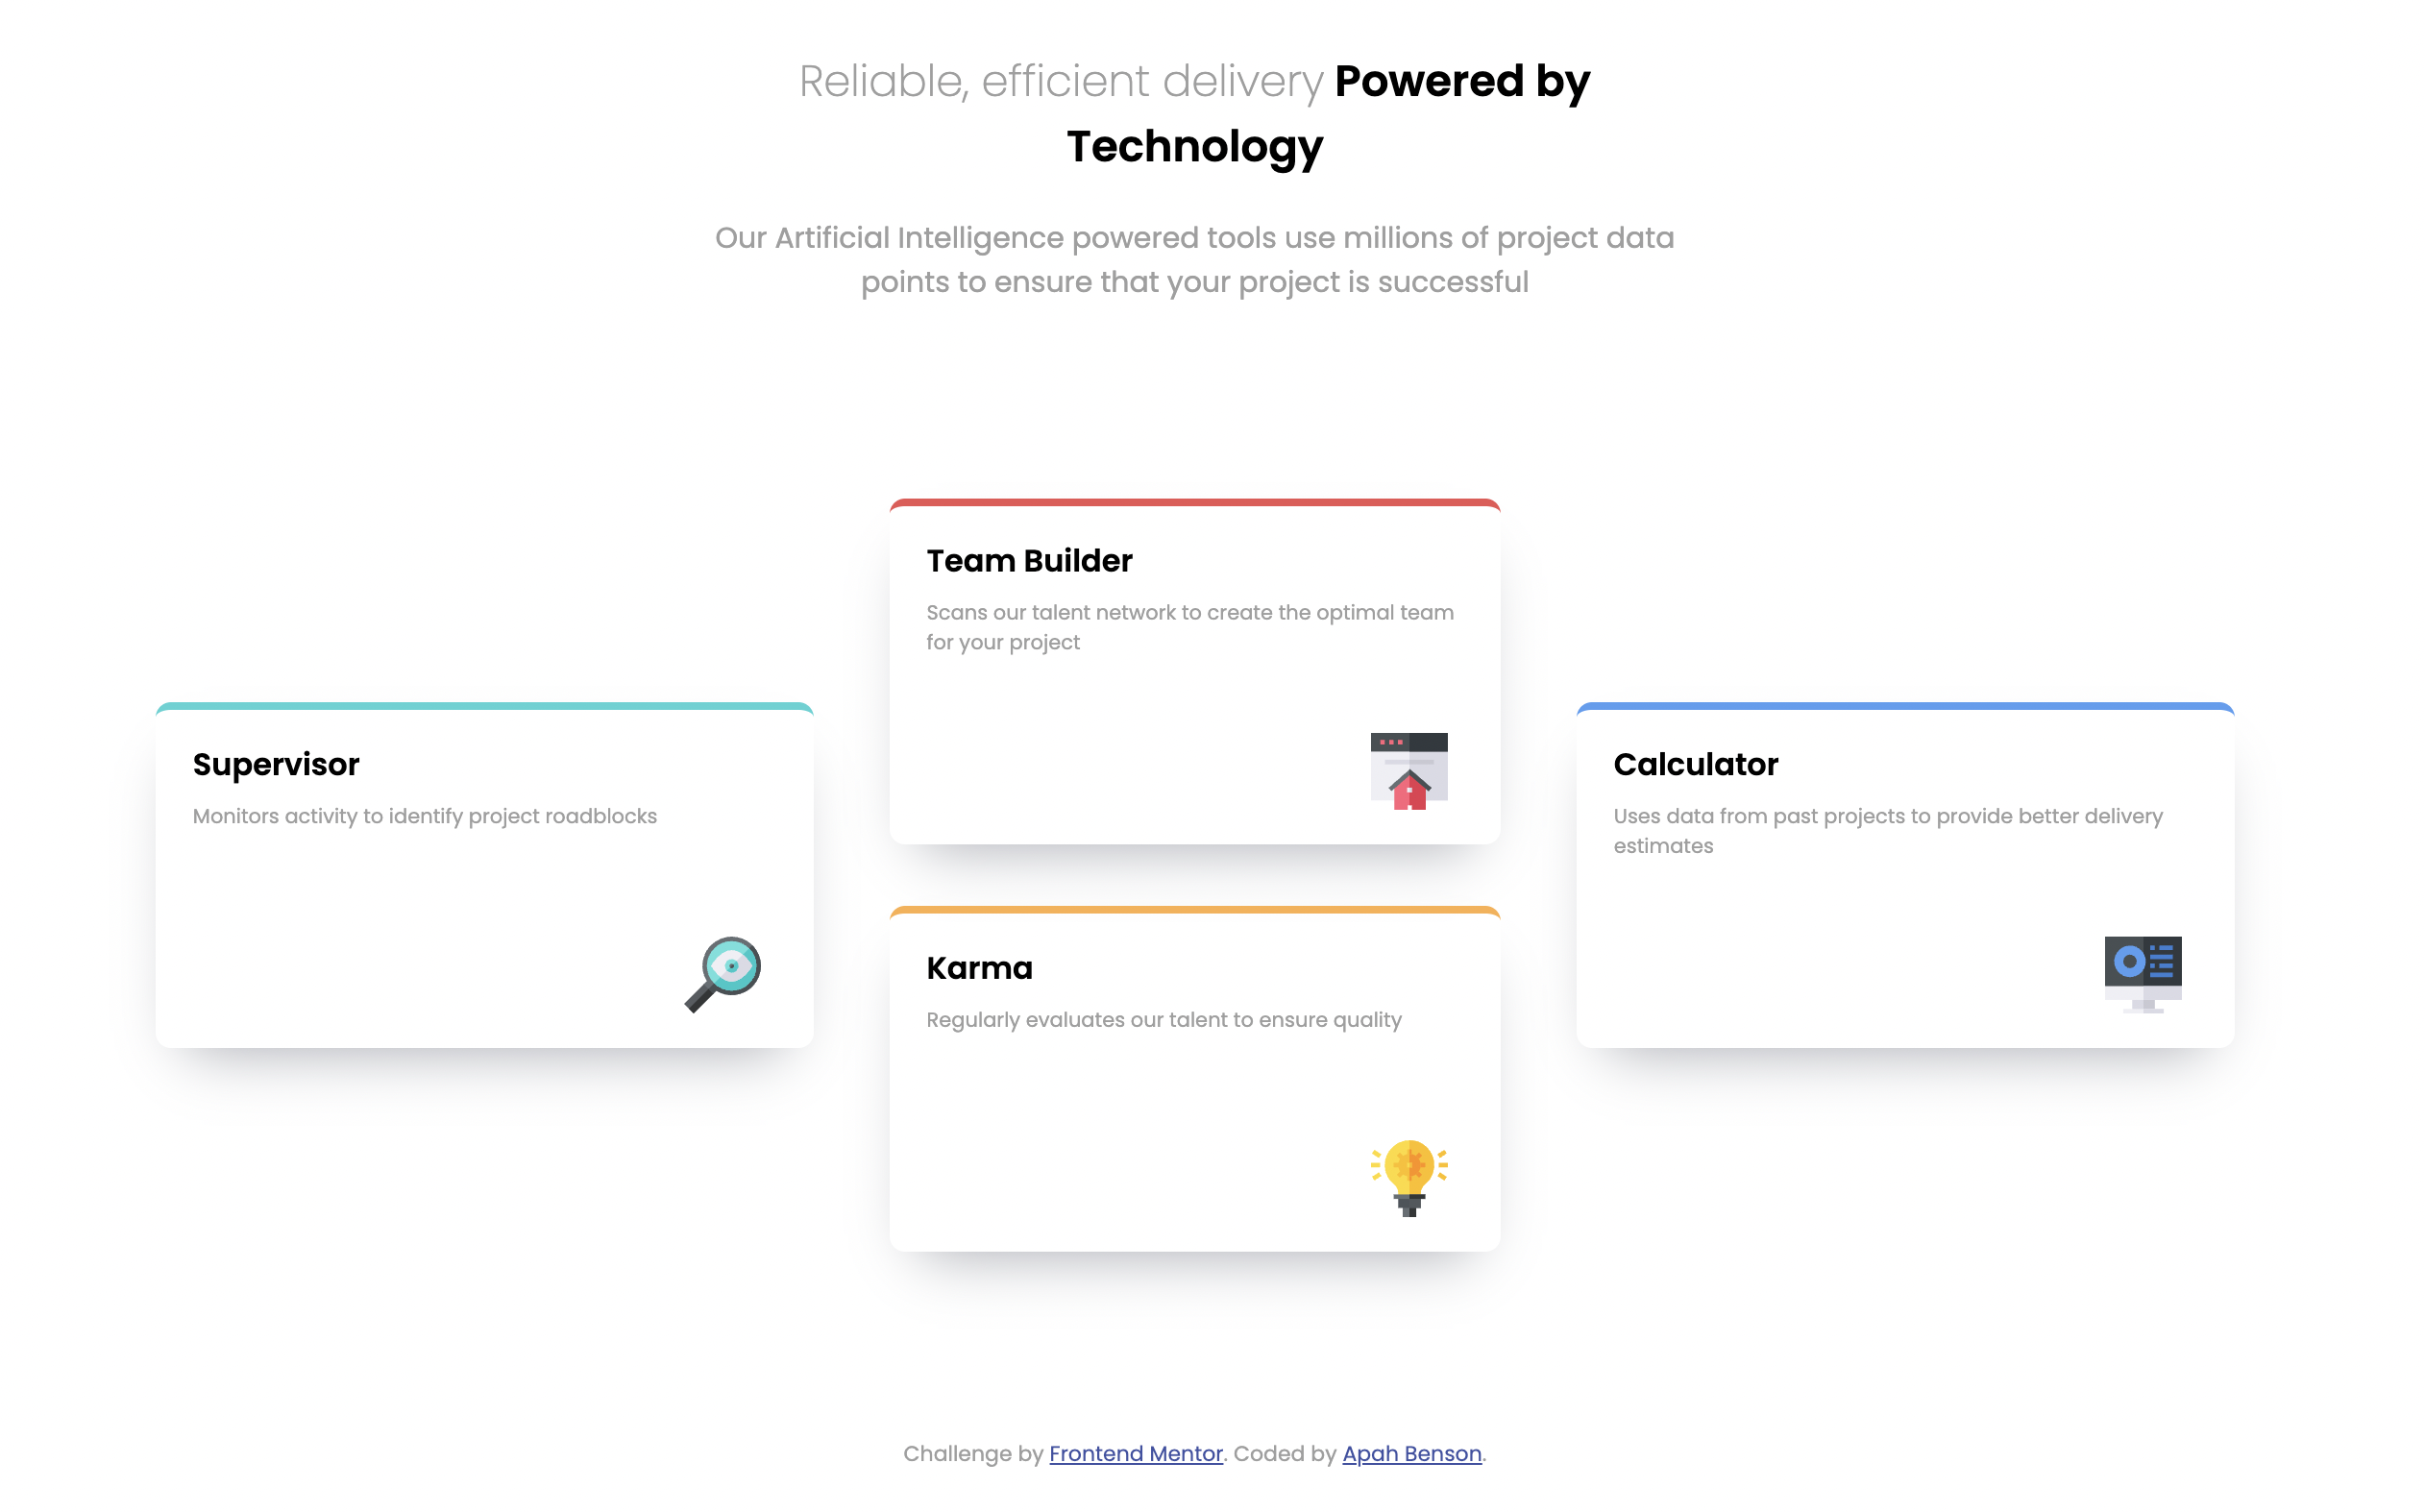 Reliable, efficient delivery Powered by
Technology
Our Artificial Intelligence powered tools use millions of project data
points to ensure that your project is successful
Team Builder
Scans our talent network to create the optimal team
for your project
Supervisor
Monitors activity to identify project roadblocks
Calculator
Uses data from past projects to provide better delivery
estimates
Karma
Regularly evaluates our talent to ensure quality
Challenge by Frontend Mentor. Coded by Apah Benson.